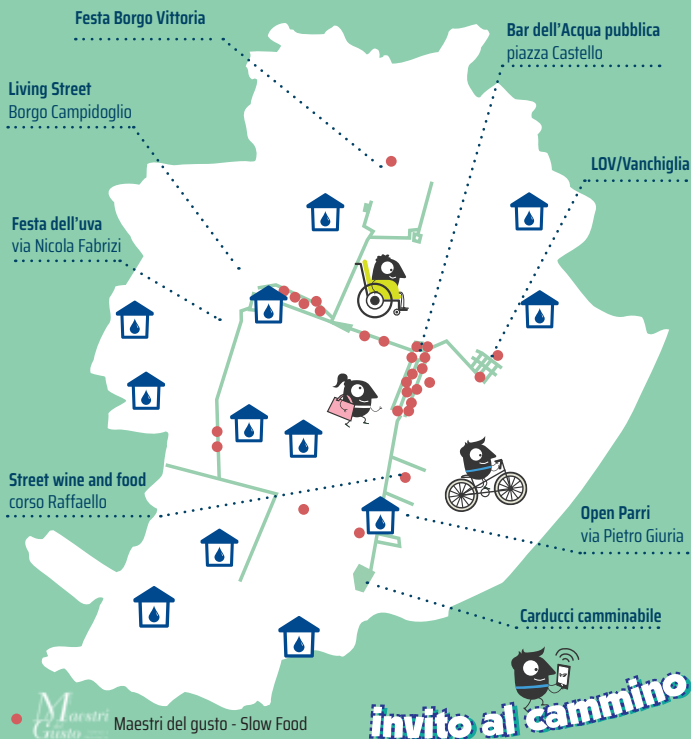 Festa Borgo Vittoria
Bar dell'Acqua pubblica
piazza Castello
Living Street
Borgo Campidoglio
LOV/Vanchiglia
Festa dell'uva
via Nicola Fabrizi
Street wine and food
corso Raffaello
Open Parri
via Pietro Giuria
Carducci camminabile
Maestri
Gusto
Maestri del gusto - Slow Food
invito al cammino